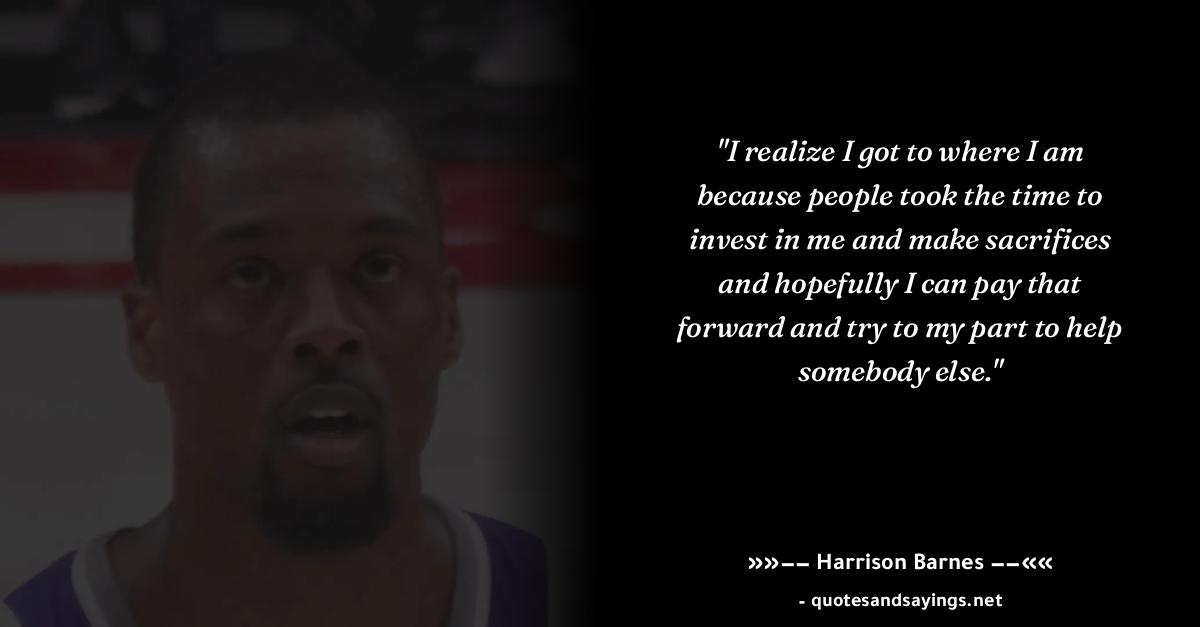 "I realize I got to where I am
because people took the time to
invest in me and make sacrifices
and hopefully I can pay that
forward and try to my part to help
somebody else."
»»–– Harrison Barnes ––««
- quotesandsayings.net